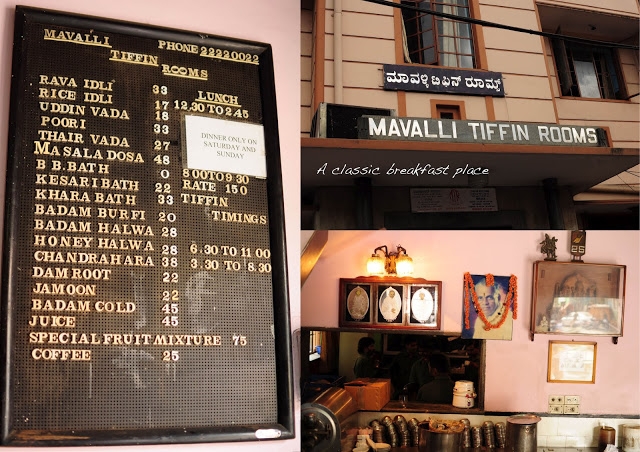 MAVALLI PHONE 22220022
TIFFIN
ROOMS
RAVA IDLI 33 LUNCH
RICE IDLI 17 12.30 TO 2.45
UDDIN VADA 18
POORI 33
THAIR VADA 27
MASALA DOSA 48
DINNER ONLY ON
SATURDAY AND
SUNDAY
B B.BATH 0 8 00 TO 9 30
KESARI BATH 22 RATE 150
KHARA BATH 33 TIFFIN
BADAM BURFI 20 TIMINGS
BADAM HALWA 28
HONEY HALWA 28 6.30 TO 11 00
CHANDRAHARA 38 3.30 TO 8.30
DAM ROOT 22
JAMOON 22
BADAM COLD 45
JUICE 45
SPECIAL FRUIT MIXTURE 75
COFFEE 25
ಮಾವಳ್ಳಿ ಟಿಫಿನ್ ರೂಮ್ಸ್
MAVALLI TIFFIN ROOMS
A classic breakfast place
25